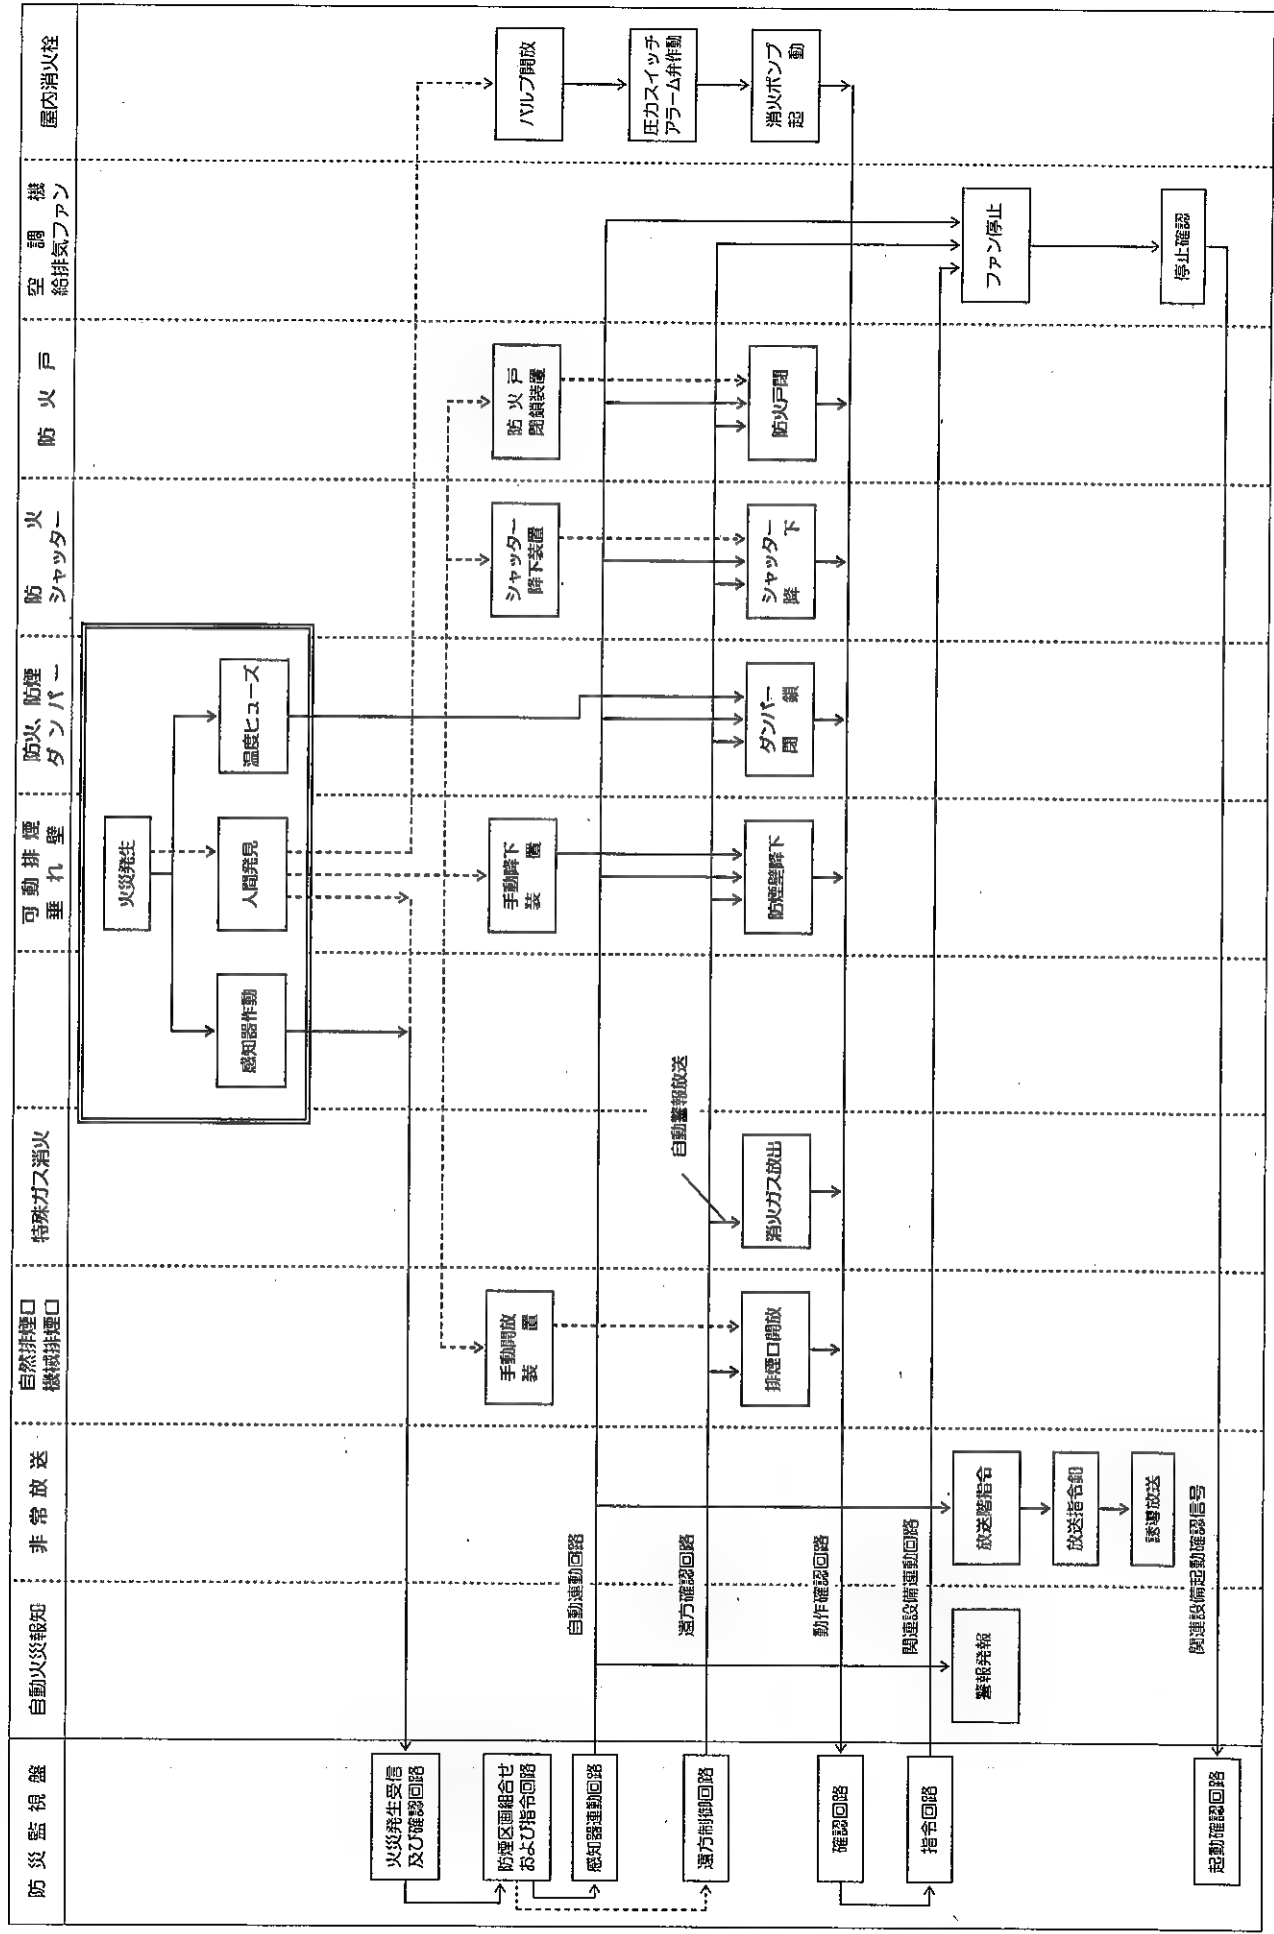 防災監視盤
自動火災報知
非常放送
自然排煙口
機械排煙口
特殊ガス消火
可動排煙
垂れ壁
防火、防煙
ダンパー
防火
シャッター
防火戸
空調機
給排気ファン
屋内消火栓
火災発生
感知器作動
人間発見
温度ヒューズ
火災発生受信
及び確認回路
防煙区画組合せ
および指令回路
手動開放
装置
手動降下
装置
シャッター
降下装置
防火戸
閉鎖装置
バルブ開放
感知器連動回路
自動連動回路
圧力スイッチ
アラーム弁作動
自動警報放送
遠方制御回路
遠方確認回路
排煙口開放
消火ガス放出
防煙壁降下
ダンパー
閉鎖
シャッター
降下
防火戸閉
消火ポンプ
起動
確認回路
動作確認回路
指令回路
関連設備連動回路
警報発報
放送階指令
ファン停止
放送指令釦
誘導放送
停止確認
起動確認回路
関連設備起動確認信号